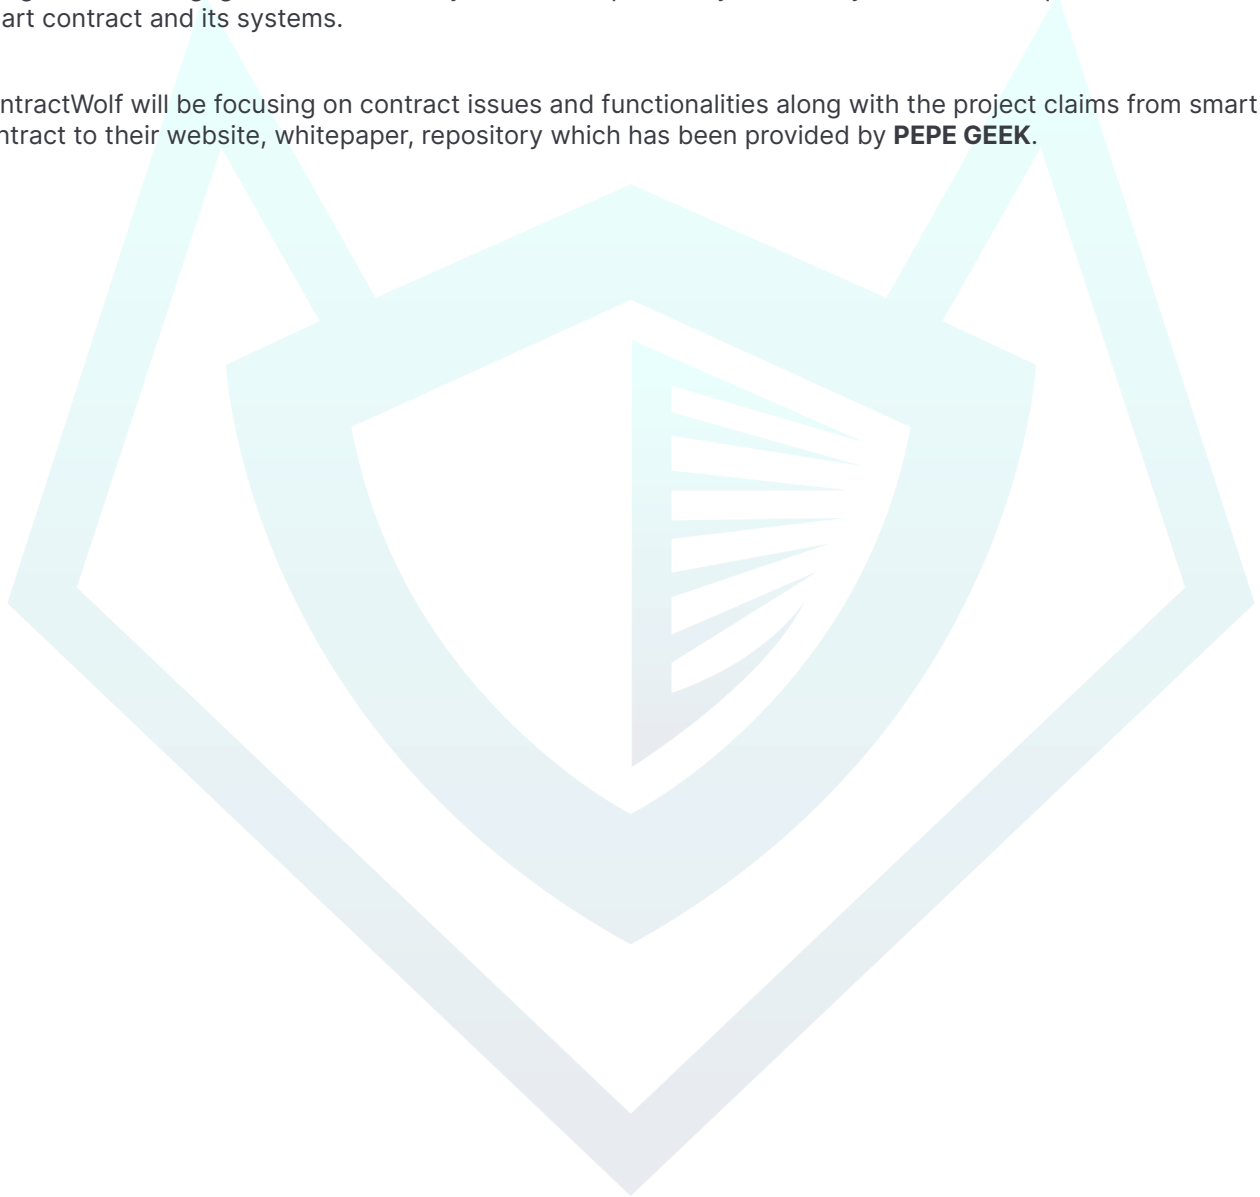 art contract and its systems.
ntractWolf will be focusing on contract issues and functionalities along with the project claims from smart
ntract to their website, whitepaper, repository which has been provided by PEPE GEEK.